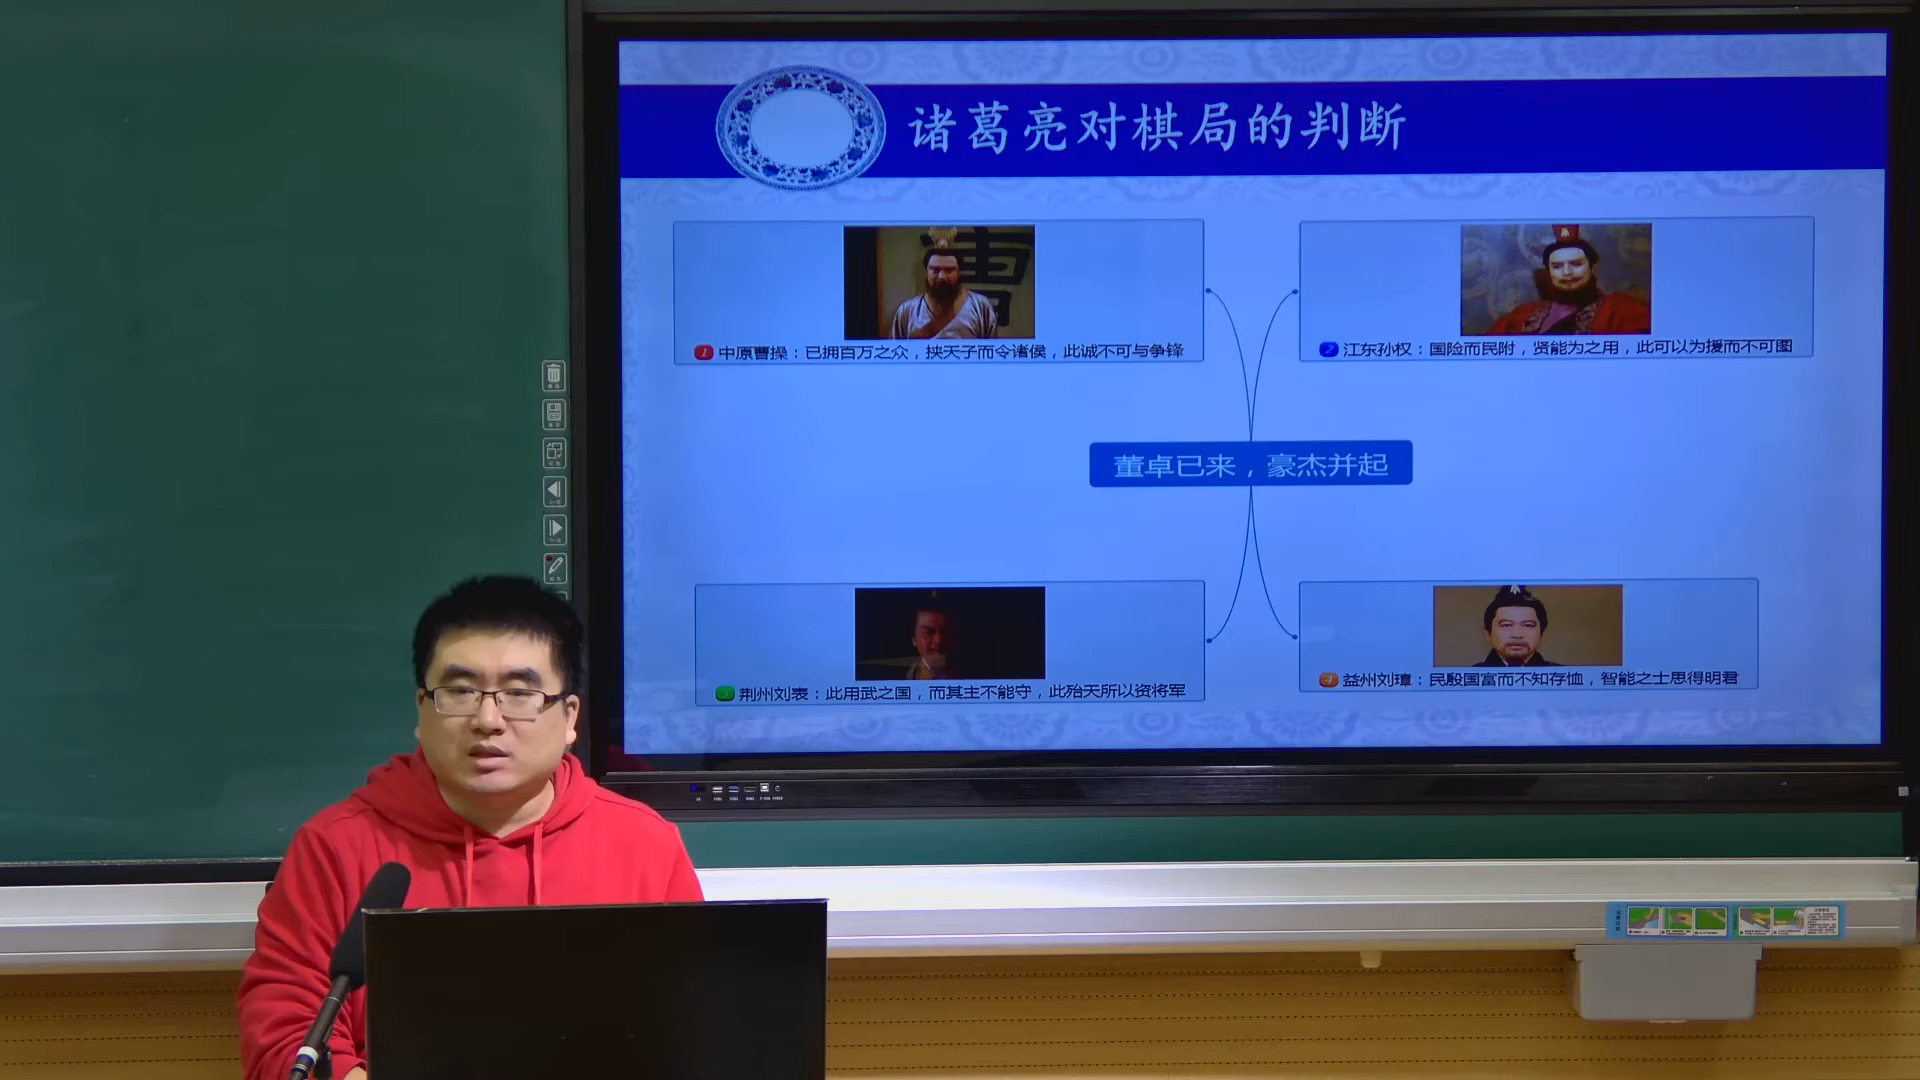 诸葛亮对棋局的判断
曹
1 中原曹操：已拥百万之众，挟天子而令诸侯，此诚不可与争锋
2 江东孙权：国险而民附，贤能为之用，此可以为援而不可图
董卓已来，豪杰并起
3 荆州刘表：此用武之国，而其主不能守，此殆天所以资将军
4 益州刘璋：民殷国富而不知存恤，智能之士思得明君